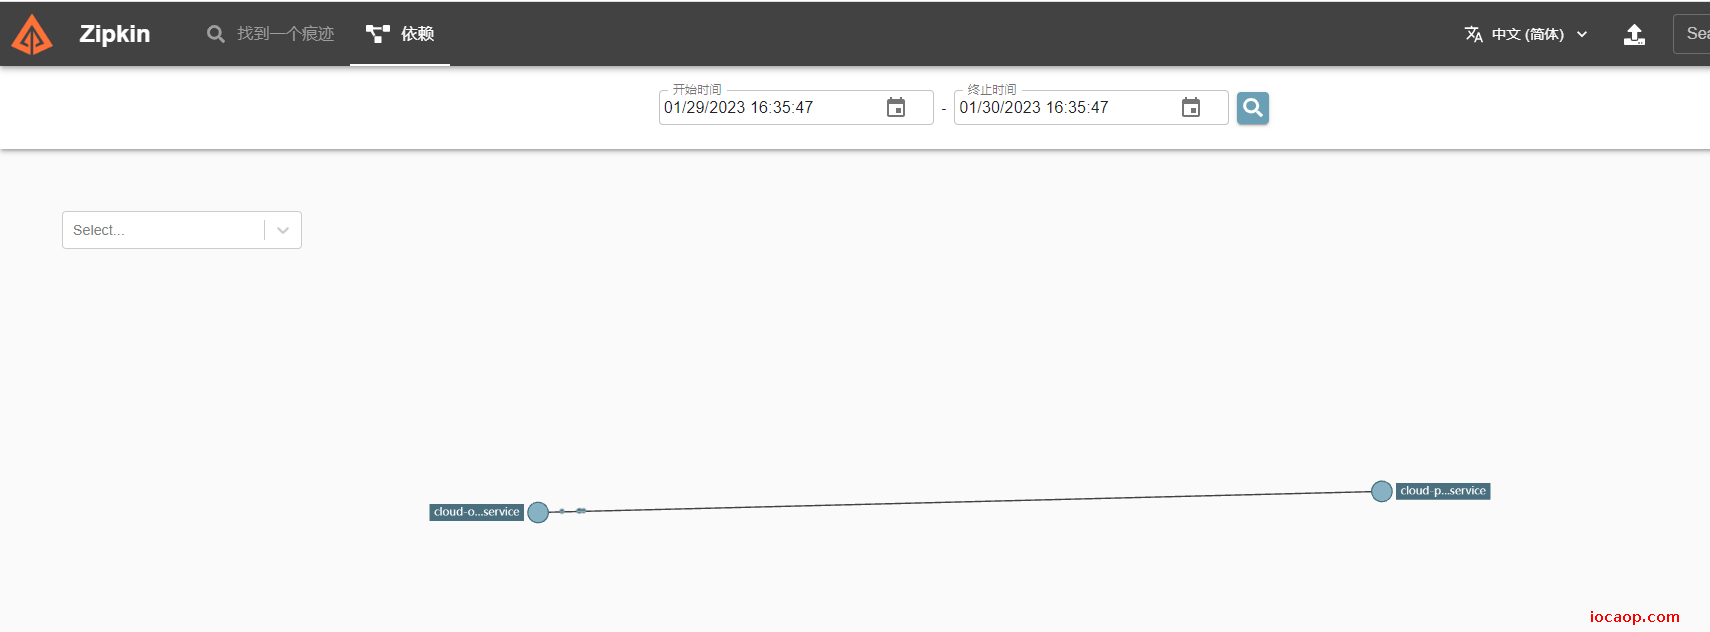 Zipkin 找到一个痕迹 依赖 中文 (简体) Sea
开始时间 终止时间
01/29/2023 16:35:47 - 01/30/2023 16:35:47
Select...
cloud-p...service
cloud-o...service
iocaop.com